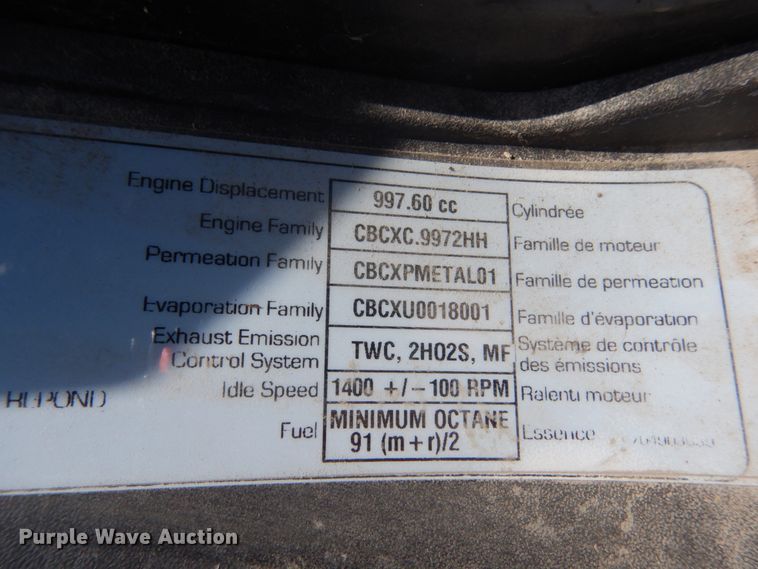 Engine Displacement 997.60 cc Cylindrée
Engine Family CBCXC.9972HH Famille de moteur
Permeation Family CBCXPMETAL01 Famille de permeation
Evaporation Family CBCXU0018001 Famille d'évaporation
Exhaust Emission Control System TWC, 2HO2S, MF Système de contrôle des émissions
Idle Speed 1400 +/- 100 RPM Ralenti moteur
REPOND
Fuel MINIMUM OCTANE 91 (m+r)/2 Essence
Purple Wave Auction